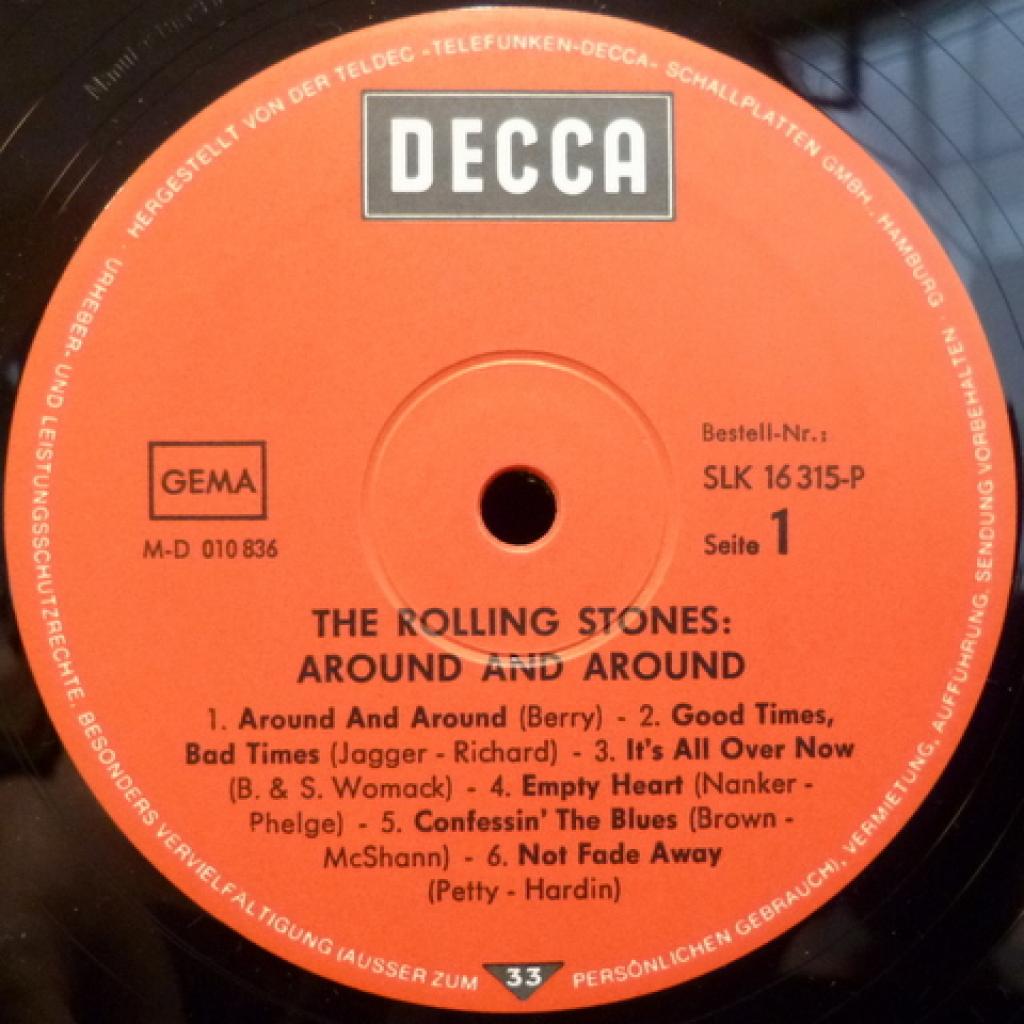 HERGESTELLT VON DER TELDEC -TELEFUNKEN-DECCA- SCHALLPLATTEN GMBH., HAMBURG ·
URHEBER- UND LEISTUNGSSCHUTZRECHTE, BESONDERS VERVIELFÄLTIGUNG (AUSSER ZUM PERSÖNLICHEN GEBRAUCH), VERMIETUNG, AUFFÜHRUNG, SENDUNG VORBEHALTEN ·
DECCA
GEMA
M-D 010 836
Bestell-Nr.:
SLK 16 315-P
Seite 1
THE ROLLING STONES:
AROUND AND AROUND
1. Around And Around (Berry) - 2. Good Times,
Bad Times (Jagger - Richard) - 3. It's All Over Now
(B. & S. Womack) - 4. Empty Heart (Nanker -
Phelge) - 5. Confessin' The Blues (Brown -
McShann) - 6. Not Fade Away
(Petty - Hardin)
33